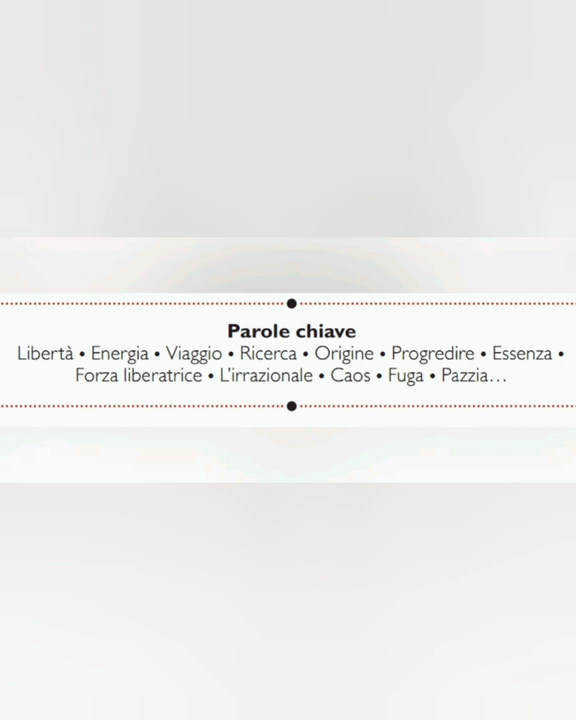 Parole chiave
Libertà • Energia • Viaggio • Ricerca • Origine • Progredire • Essenza •
Forza liberatrice • L'irrazionale • Caos • Fuga • Pazzia…